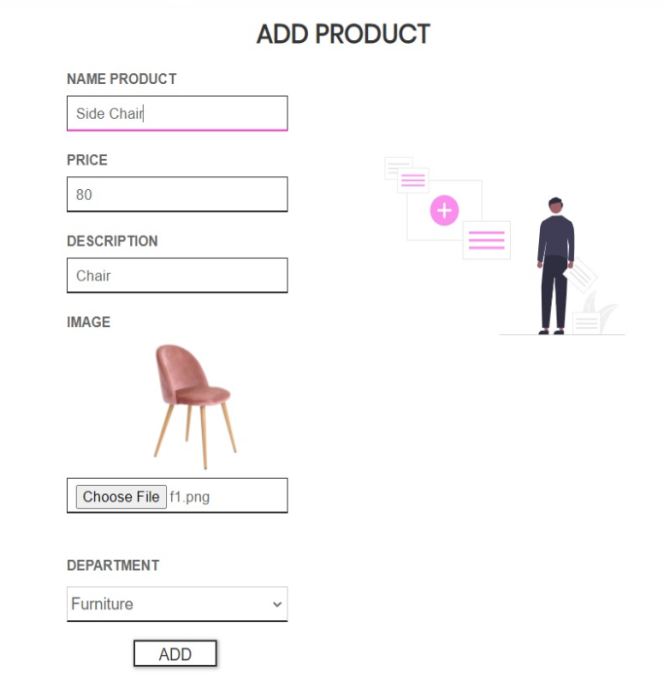 ADD PRODUCT
NAME PRODUCT
Side Chair
PRICE
80
DESCRIPTION
Chair
IMAGE
Choose File f1.png
DEPARTMENT
Furniture
ADD